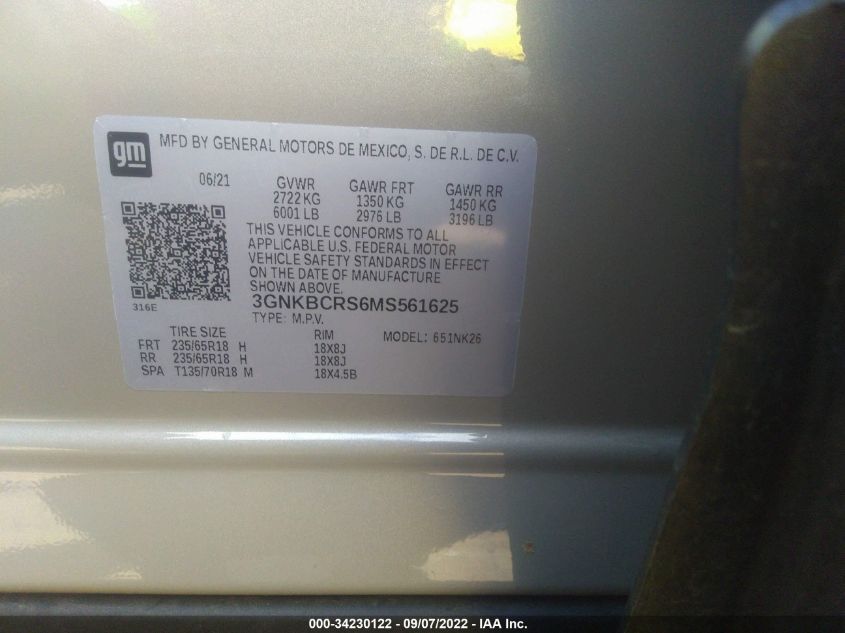 gm
MFD BY GENERAL MOTORS DE MEXICO, S. DE R.L. DE C.V.
06/21 GVWR GAWR FRT GAWR RR
2722 KG 1350 KG 1450 KG
6001 LB 2976 LB 3196 LB
THIS VEHICLE CONFORMS TO ALL
APPLICABLE U.S. FEDERAL MOTOR
VEHICLE SAFETY STANDARDS IN EFFECT
ON THE DATE OF MANUFACTURE
SHOWN ABOVE.
316E
3GNKBCRS6MS561625
TYPE: M.P.V.
TIRE SIZE RIM MODEL: 651NK26
FRT 235/65R18 H 18X8J
RR 235/65R18 H 18X8J
SPA T135/70R18 M 18X4.5B
000-34230122 - 09/07/2022 - IAA Inc.